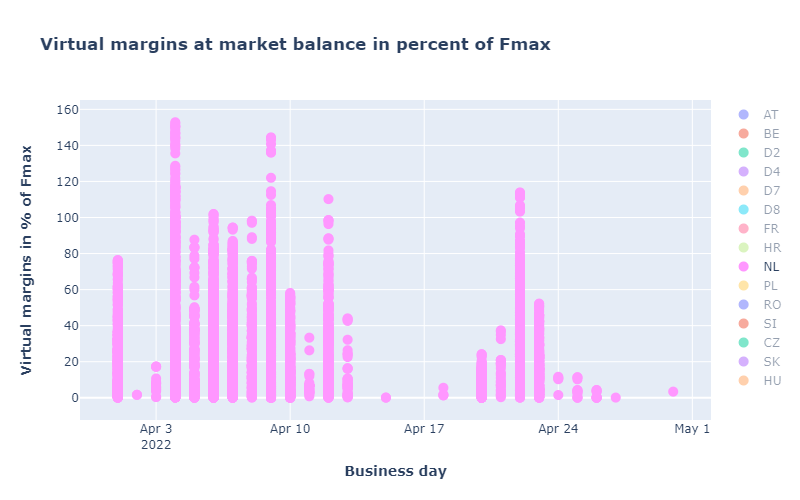 Virtual margins at market balance in percent of Fmax
Virtual margins in % of Fmax
160
140
120
100
80
60
40
20
0
Apr 3
2022
Apr 10
Apr 17
Apr 24
May 1
Business day
AT
BE
D2
D4
D7
D8
FR
HR
NL
PL
RO
SI
CZ
SK
HU